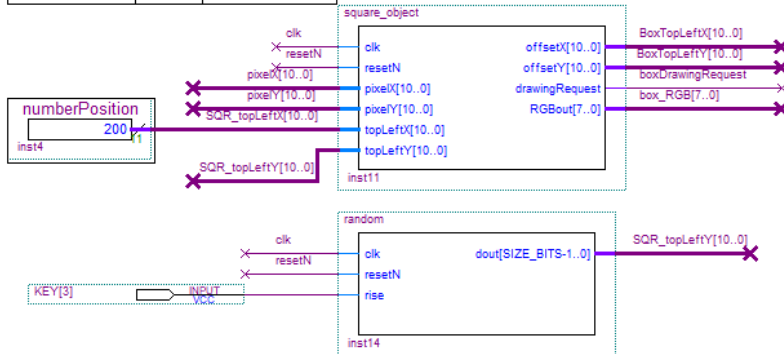 square_object
clk
resetN
pixelX[10..0]
pixelY[10..0]
SQR_topLeftX[10..0]
SQR_topLeftY[10..0]
clk
resetN
pixelX[10..0]
pixelY[10..0]
topLeftX[10..0]
topLeftY[10..0]
offsetX[10..0]
offsetY[10..0]
drawingRequest
RGBout[7..0]
BoxTopLeftX[10..0]
BoxTopLeftY[10..0]
boxDrawingRequest
box_RGB[7..0]
inst11
numberPosition
200
11
inst4
random
clk
resetN
clk
resetN
rise
dout[SIZE_BITS-1..0]
SQR_topLeftY[10..0]
KEY[3]
INPUT
VCC
inst14